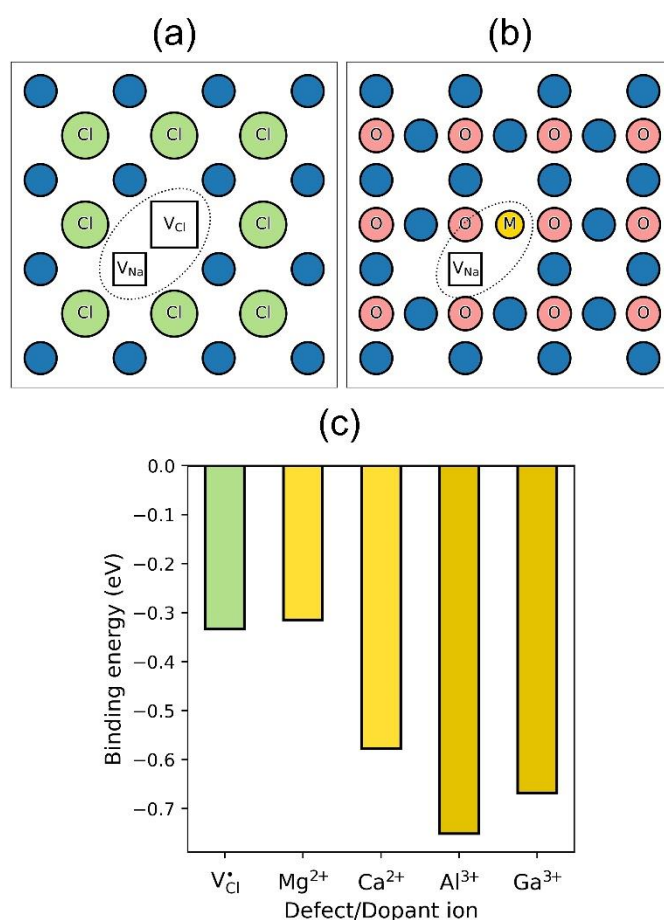 (a) (b)
Cl Cl Cl O O O O
Cl V_Cl Cl O O M O O
V_Na V_Na
Cl Cl Cl O O O O
(c)
0.0
−0.1
−0.2
−0.3
−0.4
−0.5
−0.6
−0.7
Binding energy (eV)
V•Cl Mg²⁺ Ca²⁺ Al³⁺ Ga³⁺
Defect/Dopant ion